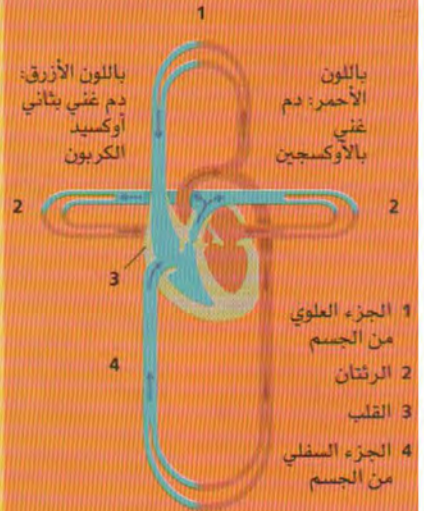 1
باللون الأزرق:
دم غني بثاني
أوكسيد
الكربون
باللون
الأحمر: دم
غني
بالأوكسجين
2
2
3
4
1 الجزء العلوي
من الجسم
2 الرئتان
3 القلب
4 الجزء السفلي
من الجسم